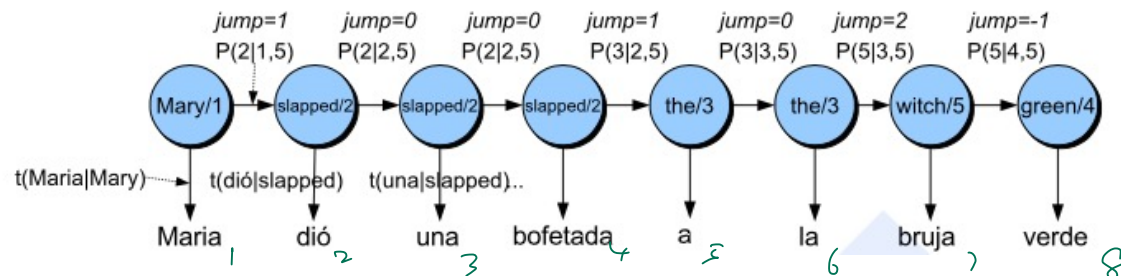 jump=1 jump=0 jump=0 jump=1 jump=0 jump=2 jump=-1
P(2|1,5) P(2|2,5) P(2|2,5) P(3|2,5) P(3|3,5) P(5|3,5) P(5|4,5)
Mary/1 slapped/2 slapped/2 slapped/2 the/3 the/3 witch/5 green/4
t(Maria|Mary) t(dió|slapped) t(una|slapped)...
Maria dió una bofetada a la bruja verde
1 2 3 4 5 6 7 8